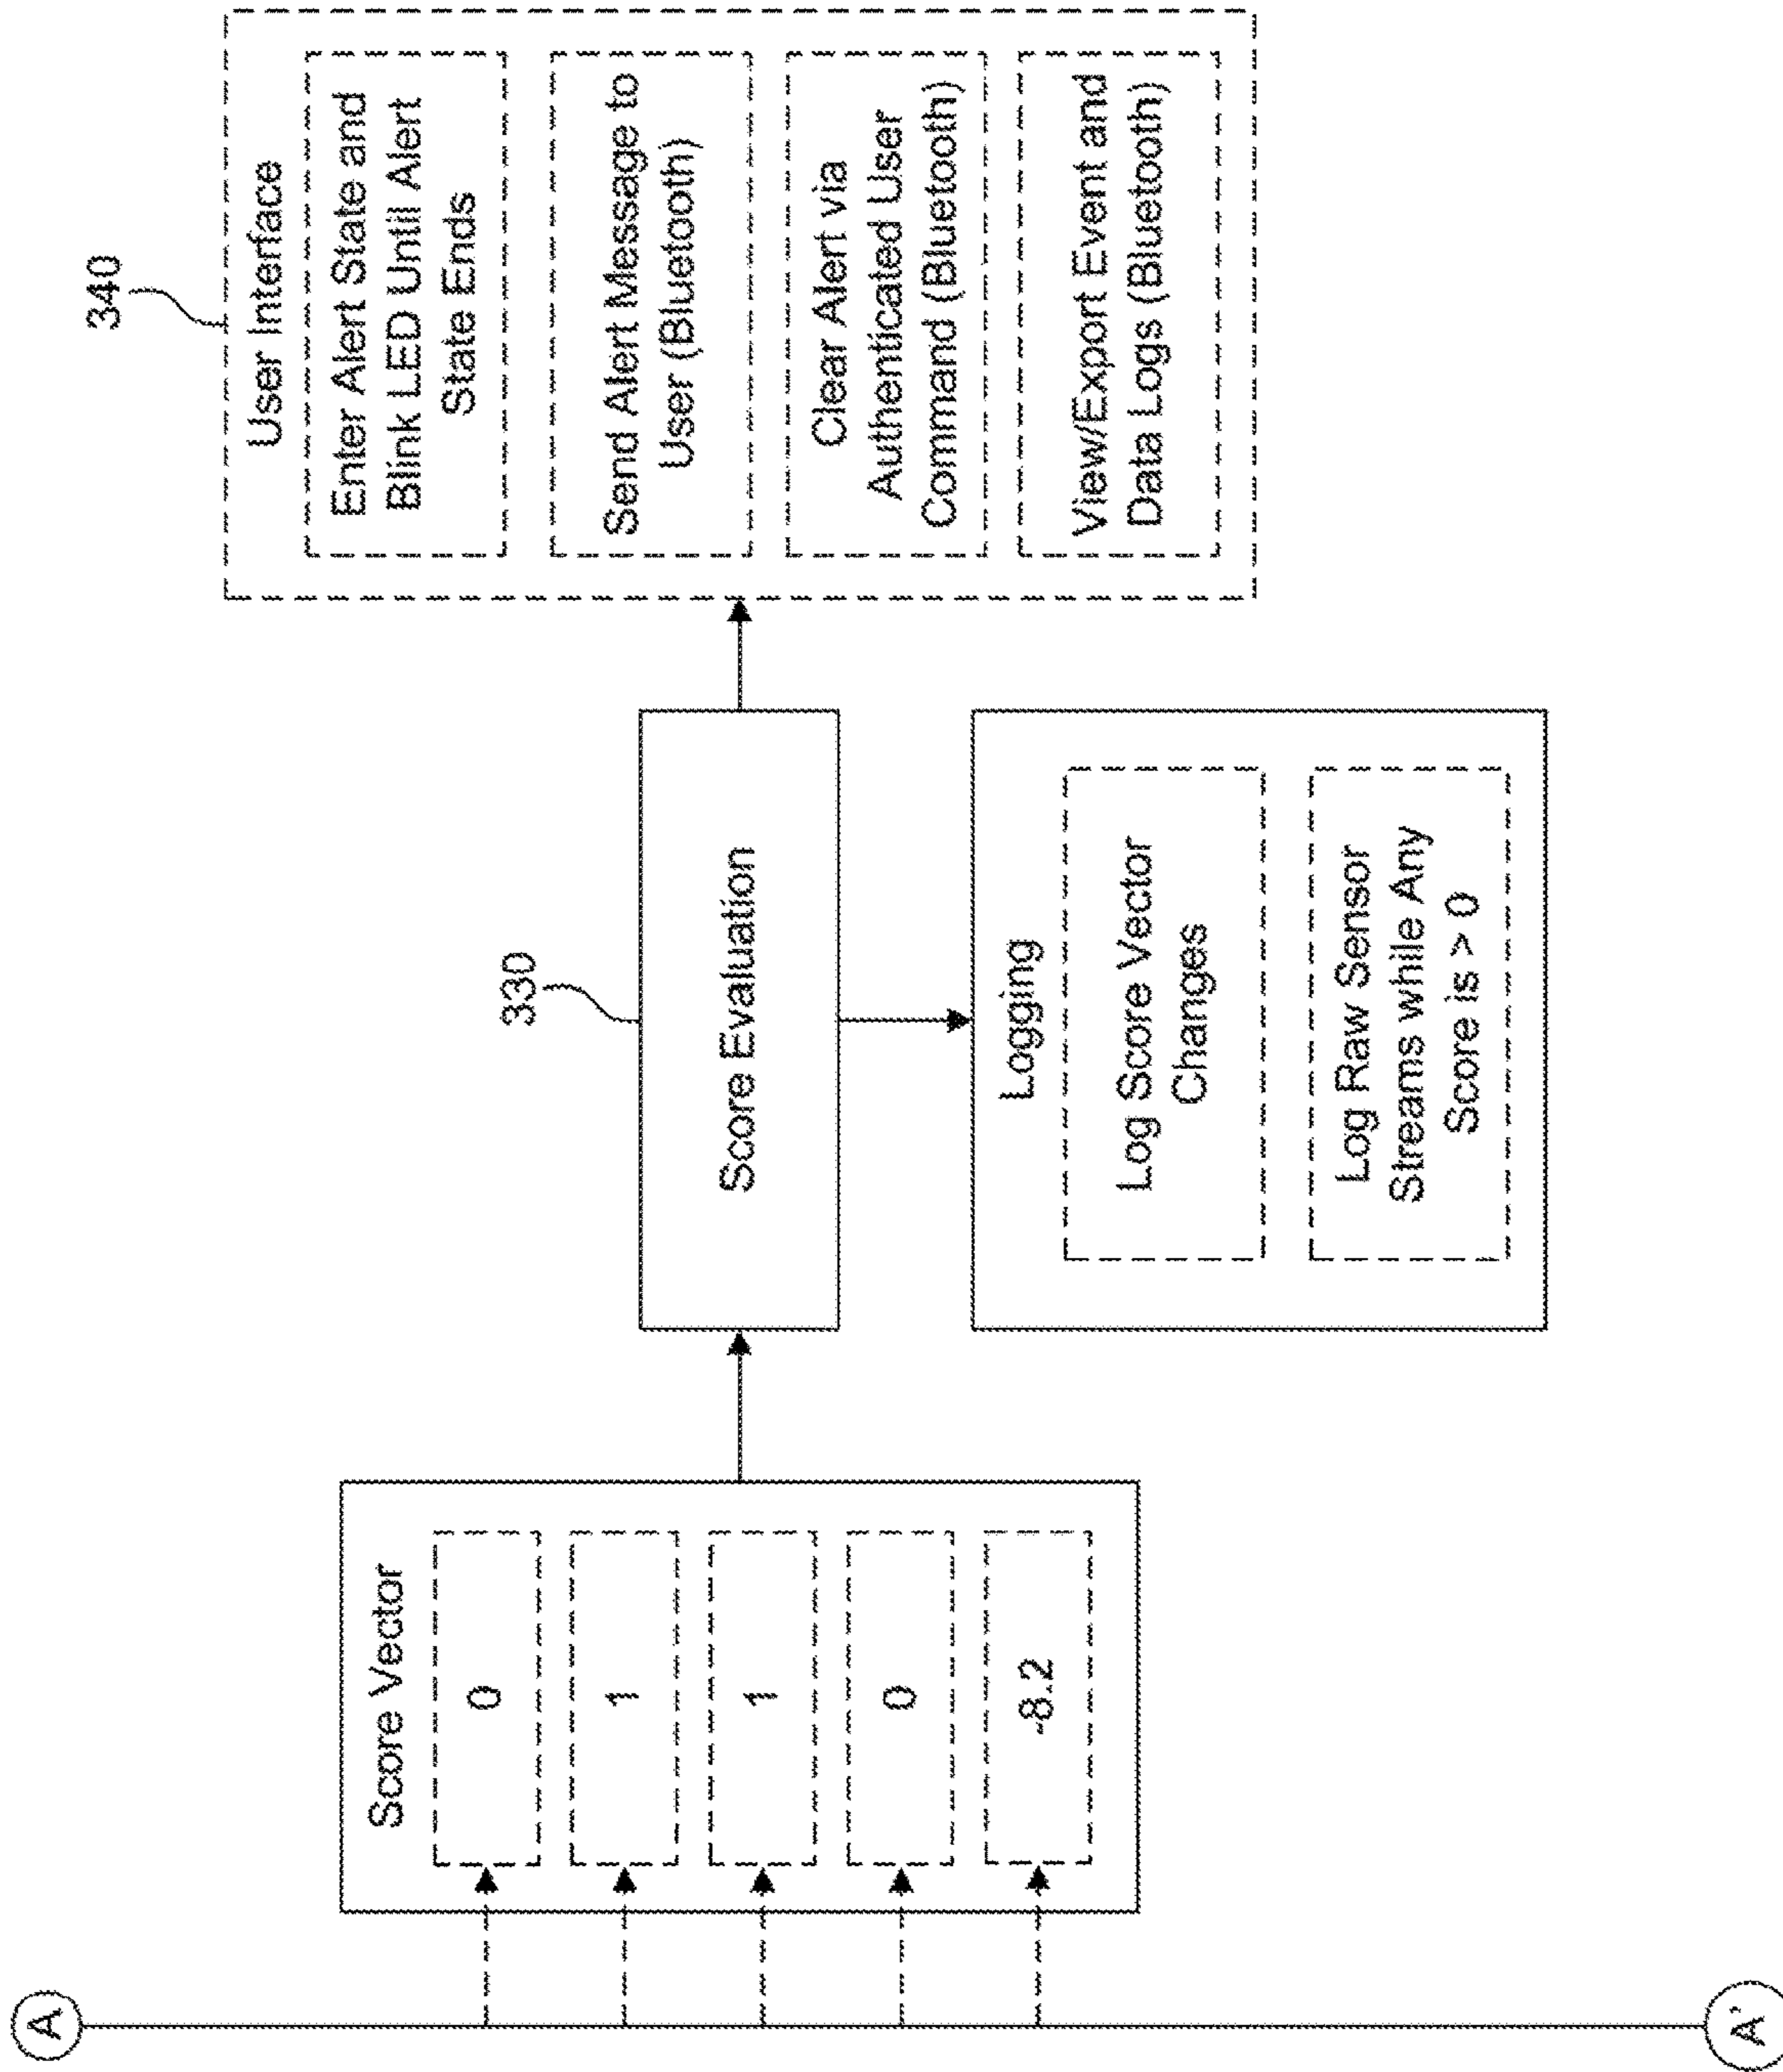 A
A'
Score Vector
0
1
1
0
-8.2
330
Score Evaluation
Logging
Log Score Vector
Changes
Log Raw Sensor
Streams while Any
Score is > 0
340
User Interface
Enter Alert State and
Blink LED Until Alert
State Ends
Send Alert Message to
User (Bluetooth)
Clear Alert via
Authenticated User
Command (Bluetooth)
View/Export Event and
Data Logs (Bluetooth)